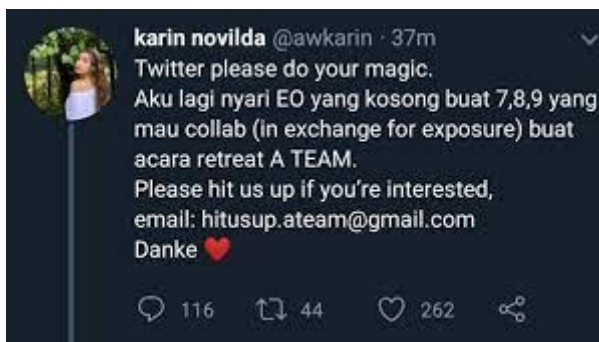 karin novilda @awkarin · 37m
Twitter please do your magic.
Aku lagi nyari EO yang kosong buat 7,8,9 yang
mau collab (in exchange for exposure) buat
acara retreat A TEAM.
Please hit us up if you're interested,
email: hitusup.ateam@gmail.com
Danke ❤️
116 44 262